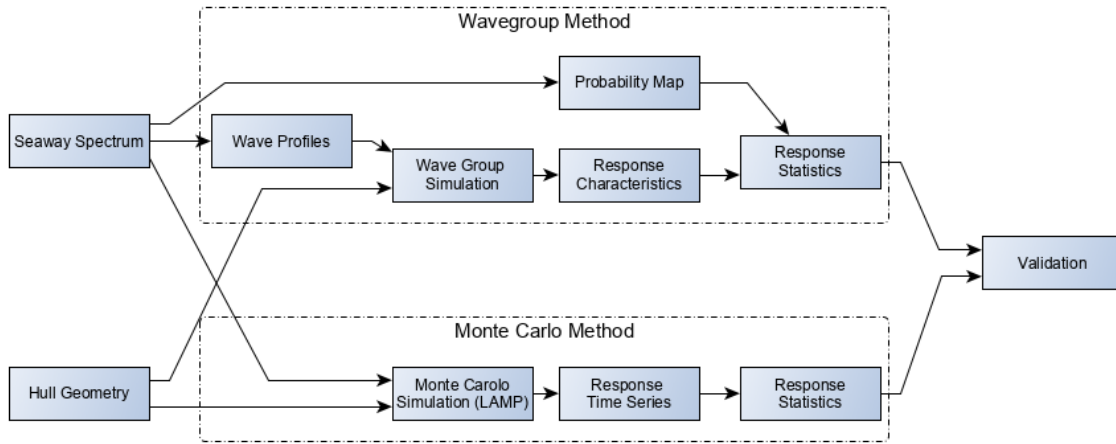 Wavegroup Method
Probability Map
Seaway Spectrum
Wave Profiles
Wave Group
Simulation
Response
Characteristics
Response
Statistics
Validation
Monte Carlo Method
Hull Geometry
Monte Carolo
Simulation (LAMP)
Response
Time Series
Response
Statistics